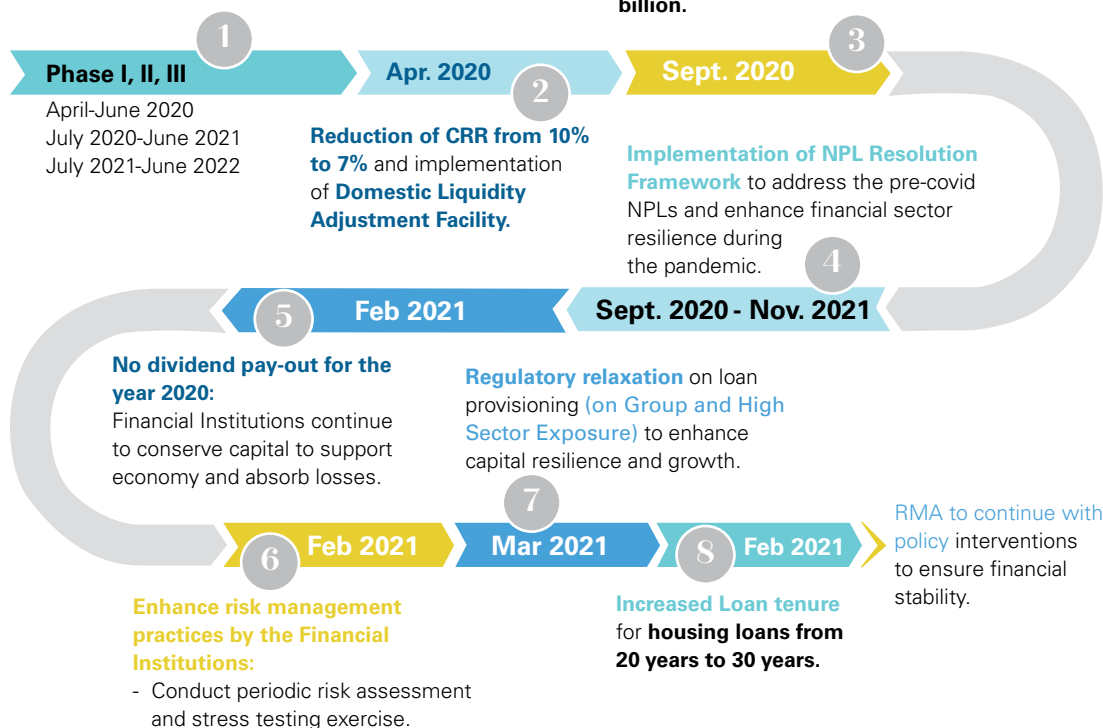 billion.
1
Phase I, II, III
April-June 2020
July 2020-June 2021
July 2021-June 2022
Apr. 2020
2
Reduction of CRR from 10%
to 7% and implementation
of Domestic Liquidity
Adjustment Facility.
3
Sept. 2020
Implementation of NPL Resolution
Framework to address the pre-covid
NPLs and enhance financial sector
resilience during
the pandemic.
4
Sept. 2020 - Nov. 2021
Regulatory relaxation on loan
provisioning (on Group and High
Sector Exposure) to enhance
capital resilience and growth.
5
Feb 2021
No dividend pay-out for the
year 2020:
Financial Institutions continue
to conserve capital to support
economy and absorb losses.
6
Feb 2021
Enhance risk management
practices by the Financial
Institutions:
- Conduct periodic risk assessment
and stress testing exercise.
7
Mar 2021
8
Feb 2021
Increased Loan tenure
for housing loans from
20 years to 30 years.
RMA to continue with
policy interventions
to ensure financial
stability.